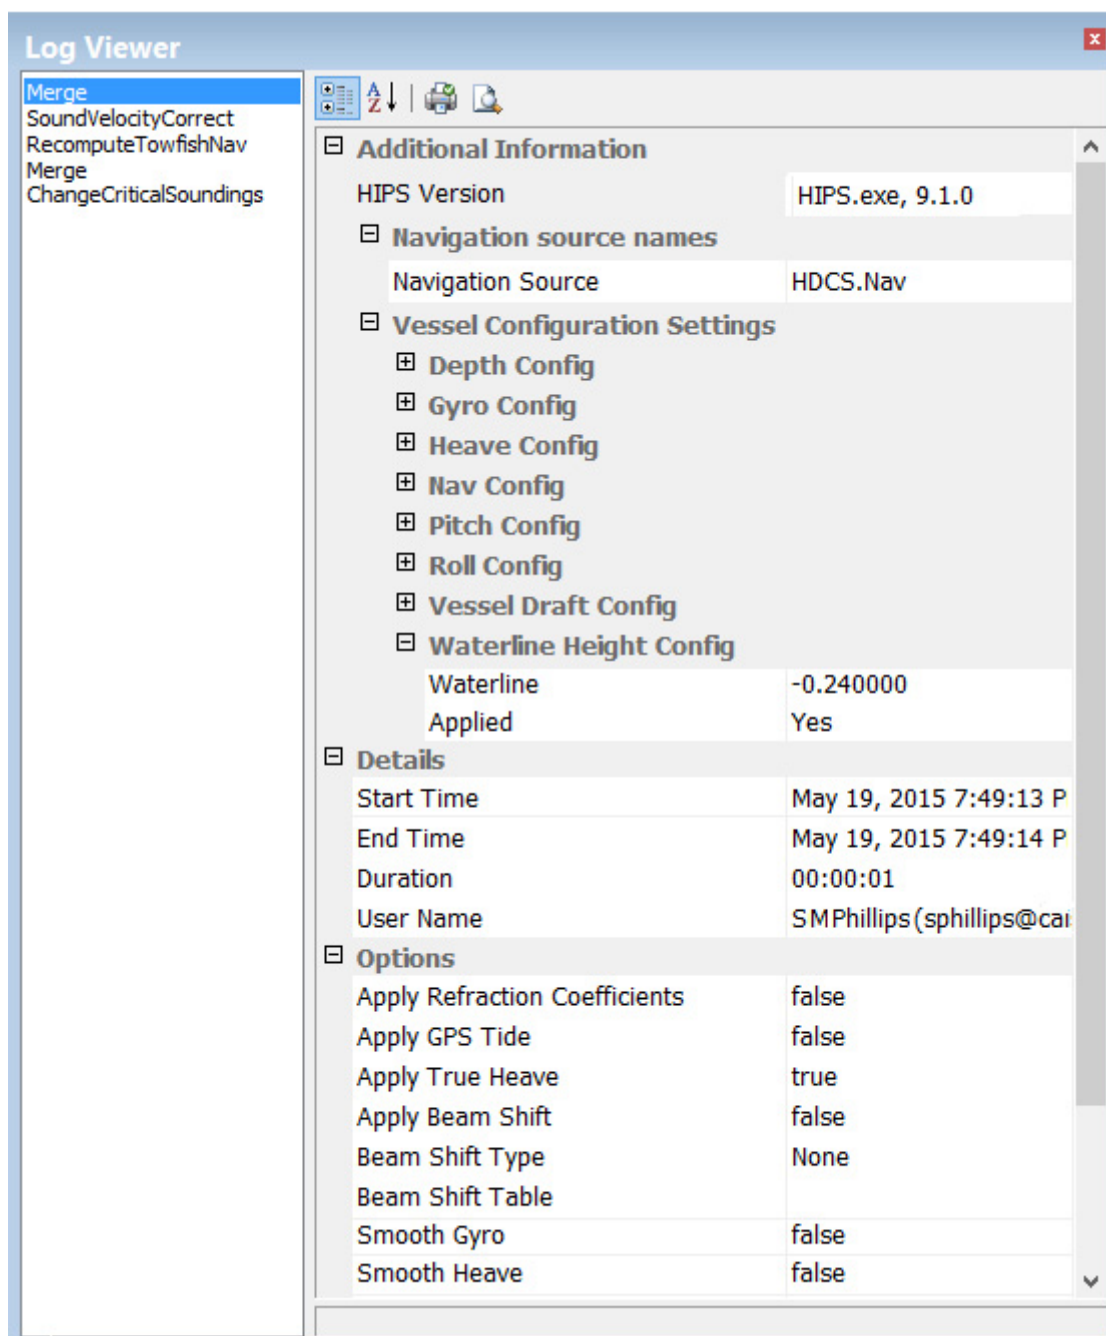 Log Viewer
Merge
SoundVelocityCorrect
RecomputeTowfishNav
Merge
ChangeCriticalSoundings
Additional Information
HIPS Version HIPS.exe, 9.1.0
Navigation source names
Navigation Source HDCS.Nav
Vessel Configuration Settings
Depth Config
Gyro Config
Heave Config
Nav Config
Pitch Config
Roll Config
Vessel Draft Config
Waterline Height Config
Waterline -0.240000
Applied Yes
Details
Start Time May 19, 2015 7:49:13 P
End Time May 19, 2015 7:49:14 P
Duration 00:00:01
User Name SMPhillips (sphillips@cai
Options
Apply Refraction Coefficients false
Apply GPS Tide false
Apply True Heave true
Apply Beam Shift false
Beam Shift Type None
Beam Shift Table
Smooth Gyro false
Smooth Heave false